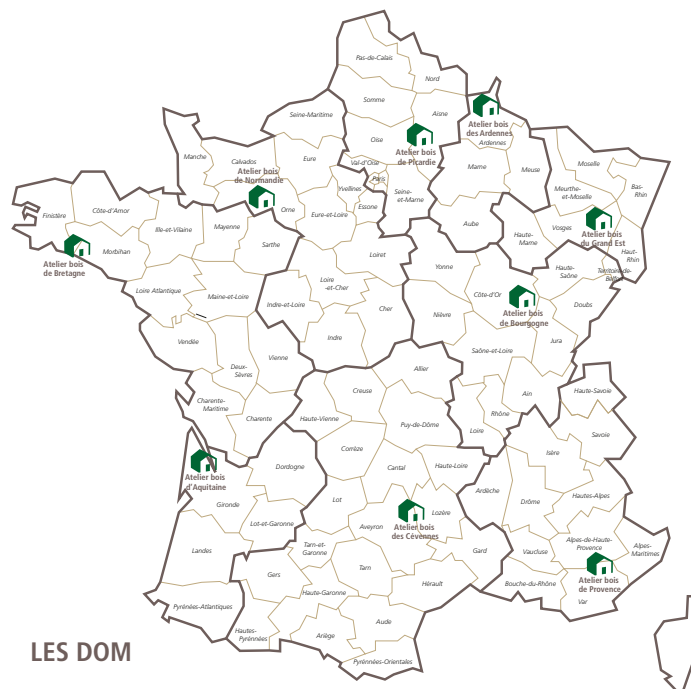 Pas-de-Calais
Nord
Somme
Aisne
Seine-Maritime
Oise
Atelier bois
des Ardennes
Ardennes
Atelier bois
de Picardie
Manche
Calvados
Eure
Val-d'Oise
Paris
Marne
Meuse
Moselle
Bas-
Rhin
Atelier bois
de Normandie
Yvelines
Seine-
et-Marne
Meurthe-
et-Moselle
Orne
Eure-et-Loire
Essone
Finistère
Côte-d'Amor
Ille-et-Vilaine
Mayenne
Sarthe
Aube
Haute-
Marne
Vosges
Atelier bois
du Grand Est
Haut-
Rhin
Morbihan
Atelier bois
de Bretagne
Loiret
Yonne
Haute-
Saône
Territoire-de-
Belfort
Loire Atlantique
Maine-et-Loire
Indre-et-Loire
Loire
-et-Cher
Cher
Nièvre
Côte-d'Or
Atelier bois
de Bourgogne
Doubs
Vendée
Deux-
Sèvres
Vienne
Indre
Saône-et-Loire
Jura
Charente-
Maritime
Charente
Haute-Vienne
Creuse
Allier
Puy-de-Dôme
Loire
Rhône
Ain
Haute-Savoie
Savoie
Corrèze
Cantal
Haute-Loire
Isère
Atelier bois
d'Aquitaine
Dordogne
Gironde
Lot
Ardèche
Drôme
Hautes-Alpes
Lot-et-Garonne
Aveyron
Lozère
Atelier bois
des Cévennes
Landes
Tarn-et-
Garonne
Tarn
Gard
Vaucluse
Alpes-de-Haute-
Provence
Alpes-
Maritimes
Gers
Haute-Garonne
Hérault
Bouche-du-Rhône
Atelier bois
de Provence
Var
Pyrénées-Atlantiques
Hautes-
Pyrénées
Ariège
Aude
Pyrénnées-Orientales
LES DOM